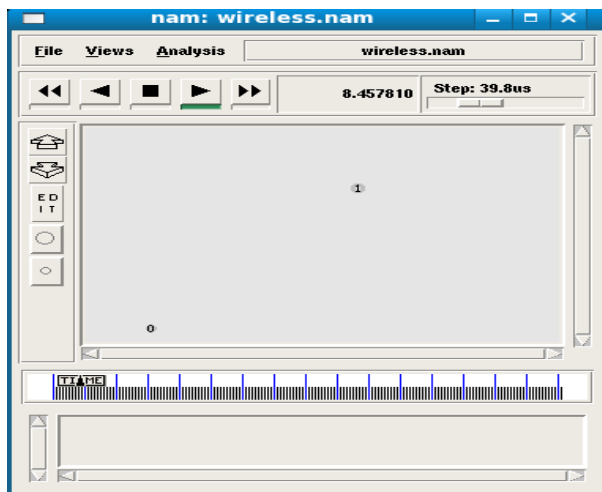 nam: wireless.nam
File Views Analysis wireless.nam
8.457810 Step: 39.8us
ED
IT
1
0
TIME